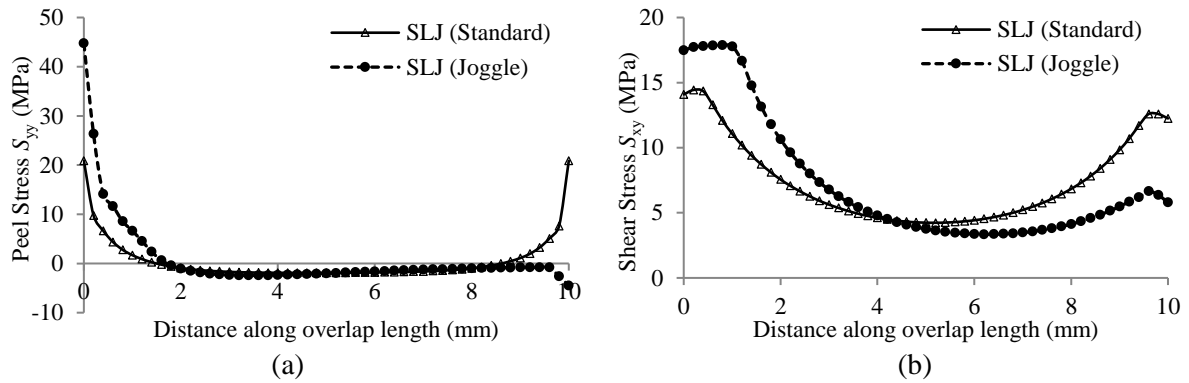 50
40
30
20
10
0
-10
Peel Stress Syy (MPa)
SLJ (Standard)
SLJ (Joggle)
0 2 4 6 8 10
Distance along overlap length (mm)
(a)
20
15
10
5
0
Shear Stress Sxy (MPa)
SLJ (Standard)
SLJ (Joggle)
0 2 4 6 8 10
Distance along overlap length (mm)
(b)